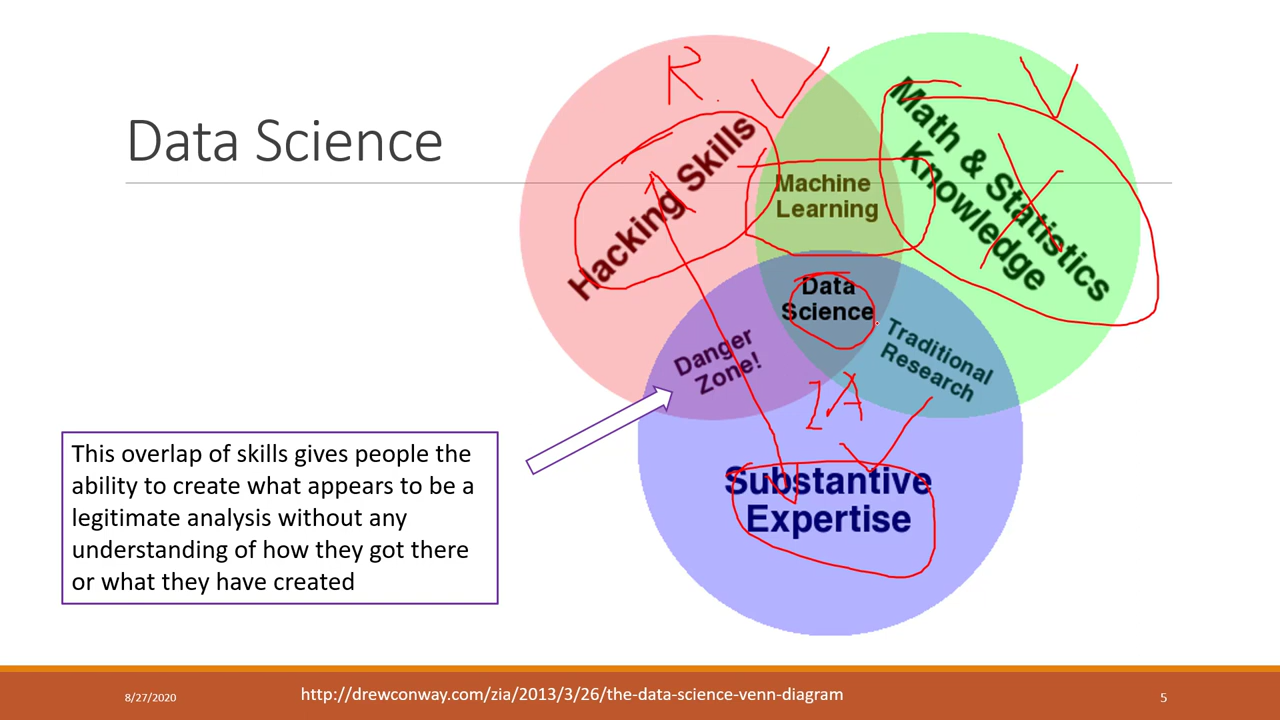 Data Science
R.
Hacking Skills
Math & Statistics
Knowledge
Machine
Learning
Data
Science
Danger
Zone!
Traditional
Research
Substantive
Expertise
This overlap of skills gives people the
ability to create what appears to be a
legitimate analysis without any
understanding of how they got there
or what they have created
8/27/2020
http://drewconway.com/zia/2013/3/26/the-data-science-venn-diagram
5